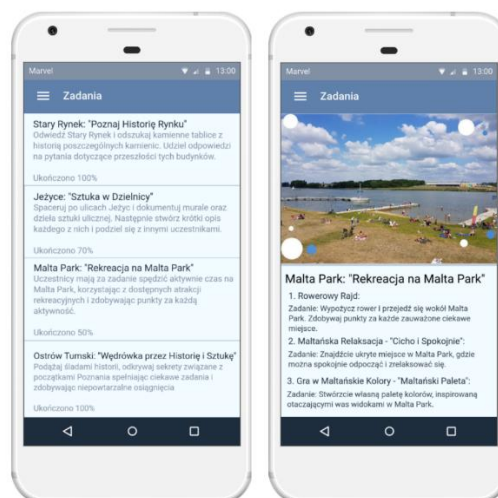 Marvel 13:00
Zadania
Stary Rynek: "Poznaj Historię Rynku"
Odwiedź Stary Rynek i odszukaj kamienne tablice z
historią poszczególnych kamienic. Udziel odpowiedzi
na pytania dotyczące przeszłości tych budynków.
Ukończono 100%
Jeżyce: "Sztuka w Dzielnicy"
Spaceruj po ulicach Jeżyc i dokumentuj murale oraz
dzieła sztuki ulicznej. Następnie stwórz krótki opis
każdego z nich i podziel się z innymi uczestnikami.
Ukończono 70%
Malta Park: "Rekreacja na Malta Park"
Uczestnicy mają za zadanie spędzić aktywnie czas na
Malta Park, korzystając z dostępnych atrakcji
rekreacyjnych i zdobywając punkty za każdą
aktywność.
Ukończono 50%
Ostrów Tumski: "Wędrówka przez Historię i Sztukę"
Podążaj śladami historii, odkrywaj sekrety związane z
początkami Poznania spełniając ciekawe zadania i
zdobywając niepowtarzalne osiągnięcia
Ukończono 100%
Marvel 13:00
Zadania
Malta Park: "Rekreacja na Malta Park"
1. Rowerowy Rajd:
Zadanie: Wypożycz rower i przejedź się wokół Malta
Park. Zdobywaj punkty za każde zauważone ciekawe
miejsce.
2. Maltańska Relaksacja - "Cicho i Spokojnie":
Zadanie: Znajdźcie ukryte miejsce w Malta Park, gdzie
można spokojnie odpocząć i zrelaksować się.
3. Gra w Maltańskie Kolory - "Maltański Paleta":
Zadanie: Stwórzcie własną paletę kolorów, inspirowaną
otaczającymi was widokami w Malta Park.